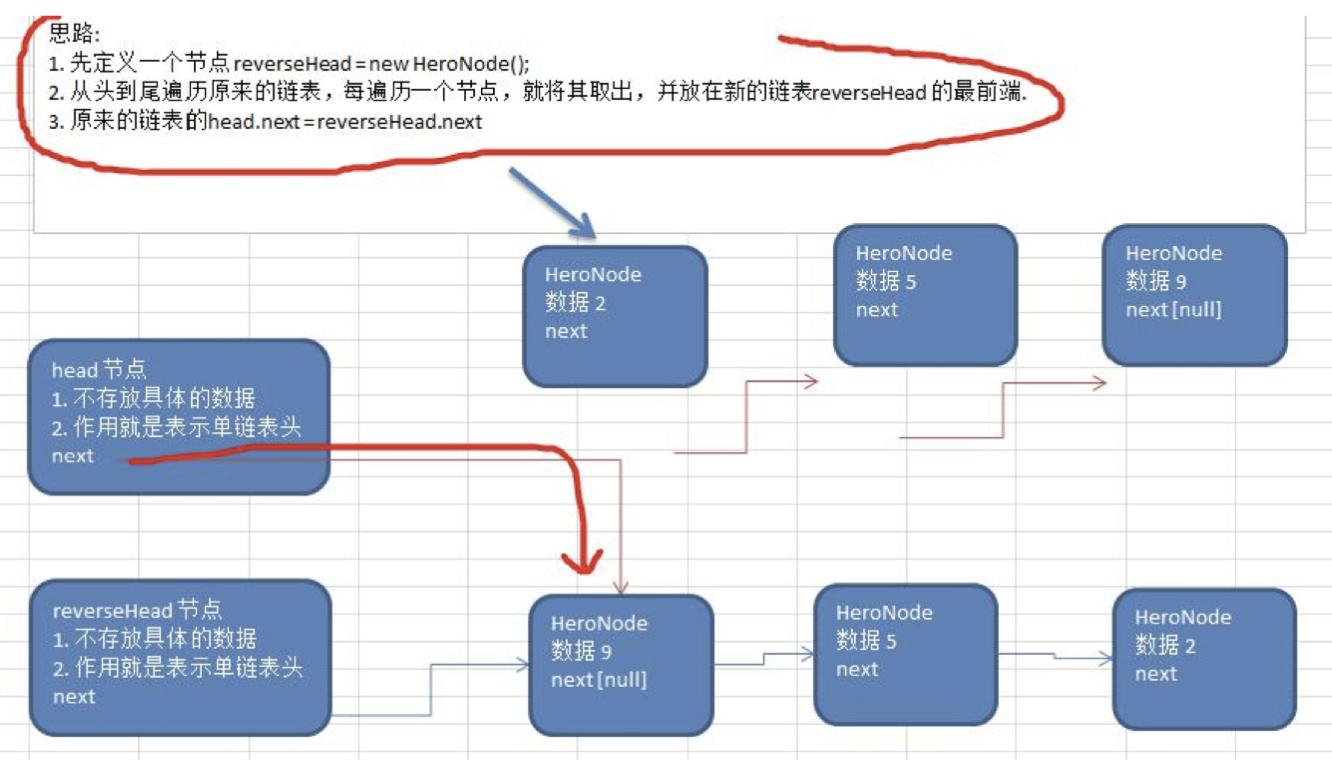 思路:
1. 先定义一个节点 reverseHead = new HeroNode();
2. 从头到尾遍历原来的链表，每遍历一个节点，就将其取出，并放在新的链表reverseHead 的最前端.
3. 原来的链表的head.next = reverseHead.next
HeroNode
数据 2
next
HeroNode
数据 5
next
HeroNode
数据 9
next [null]
head 节点
1. 不存放具体的数据
2. 作用就是表示单链表头
next
reverseHead 节点
1. 不存放具体的数据
2. 作用就是表示单链表头
next
HeroNode
数据 9
next [null]
HeroNode
数据 5
next
HeroNode
数据 2
next